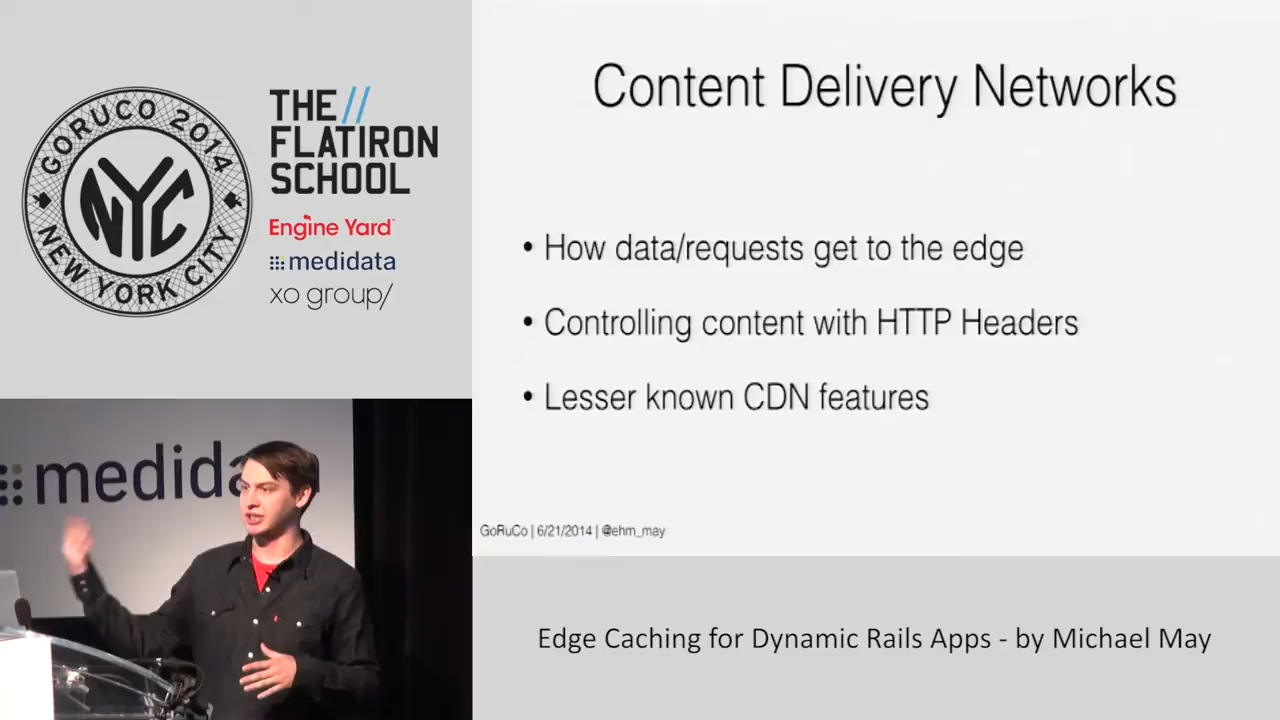 GORUCO 2014
NYC
NEW YORK CITY
THE //
FLATIRON
SCHOOL
Engine Yard
medidata
xo group/
Content Delivery Networks
• How data/requests get to the edge
• Controlling content with HTTP Headers
• Lesser known CDN features
GoRuCo | 6/21/2014 | @ehm_may
medida
Edge Caching for Dynamic Rails Apps - by Michael May